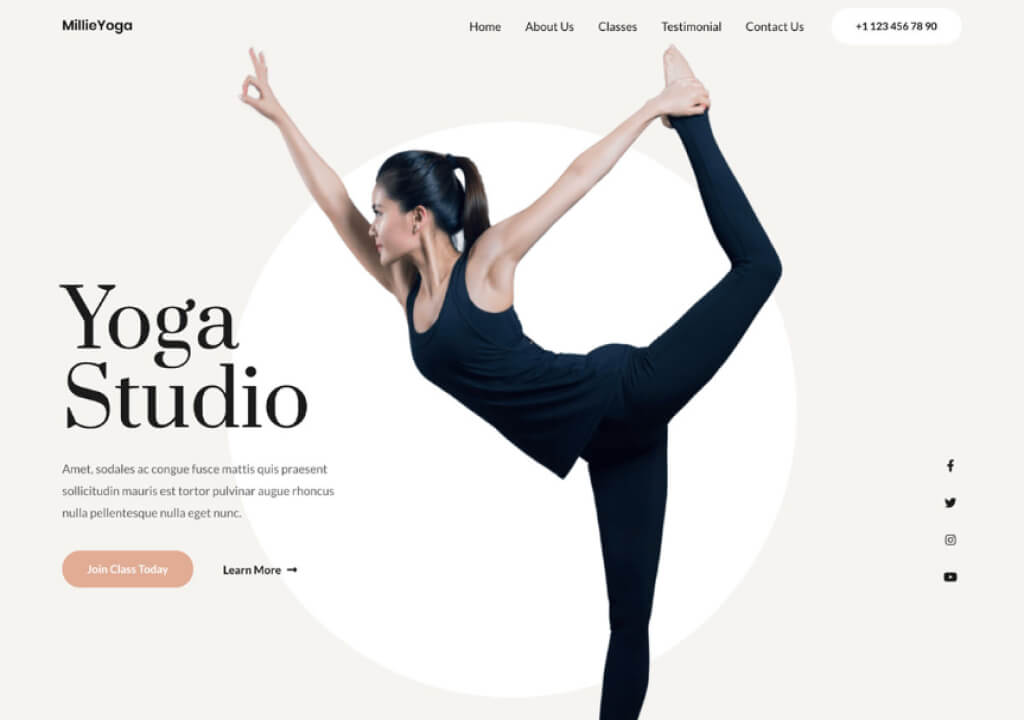 MillieYoga
Home
About Us
Classes
Testimonial
Contact Us
+1 123 456 78 90
Yoga
Studio
Amet, sodales ac congue fusce mattis quis praesent
sollicitudin mauris est tortor pulvinar augue rhoncus
nulla pellentesque nulla eget nunc.
Join Class Today
Learn More →